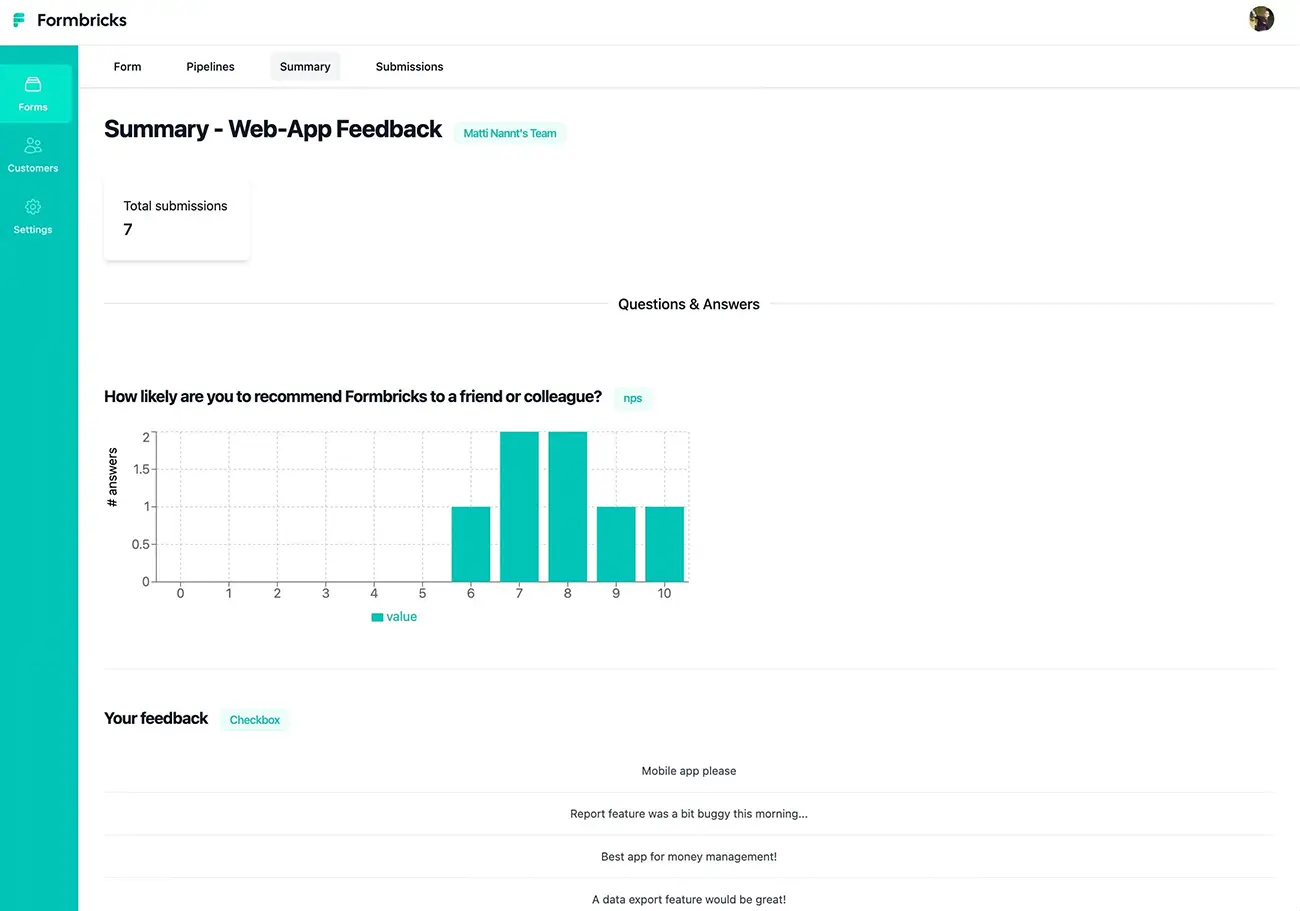 Formbricks
Form Pipelines Summary Submissions
Forms
Customers
Settings
Summary - Web-App Feedback Matti Nannt's Team
Total submissions
7
Questions & Answers
How likely are you to recommend Formbricks to a friend or colleague? nps
# answers
2
1.5
1
0.5
0
0 1 2 3 4 5 6 7 8 9 10
value
Your feedback Checkbox
Mobile app please
Report feature was a bit buggy this morning...
Best app for money management!
A data export feature would be great!